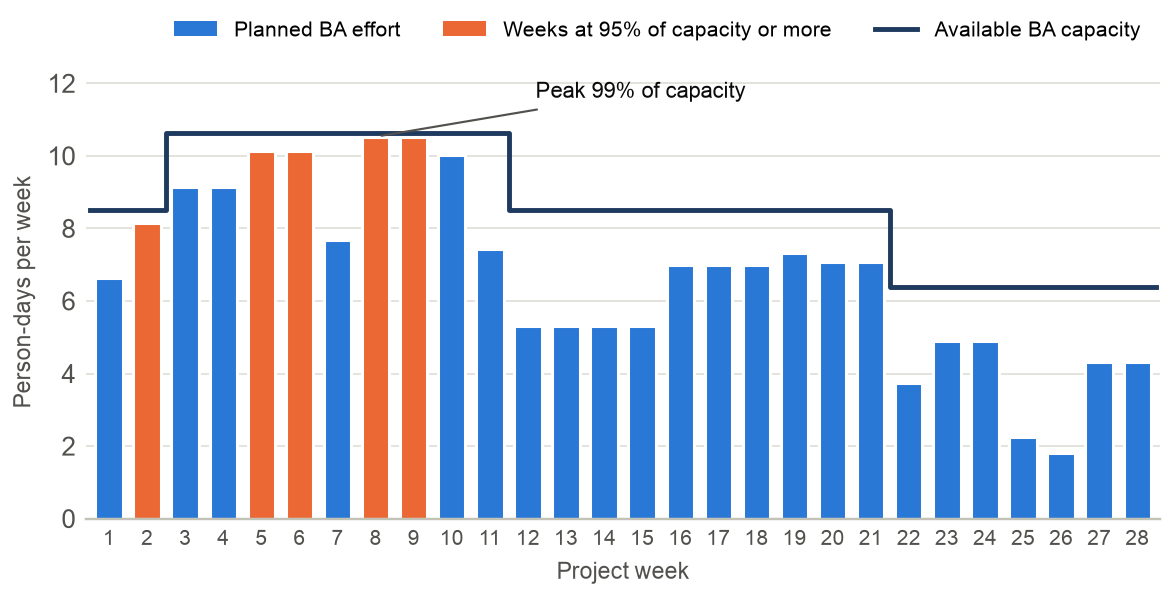 Planned BA effort
Weeks at 95% of capacity or more
Available BA capacity
Peak 99% of capacity
Person-days per week
12
10
8
6
4
2
0
1 2 3 4 5 6 7 8 9 10 11 12 13 14 15 16 17 18 19 20 21 22 23 24 25 26 27 28
Project week